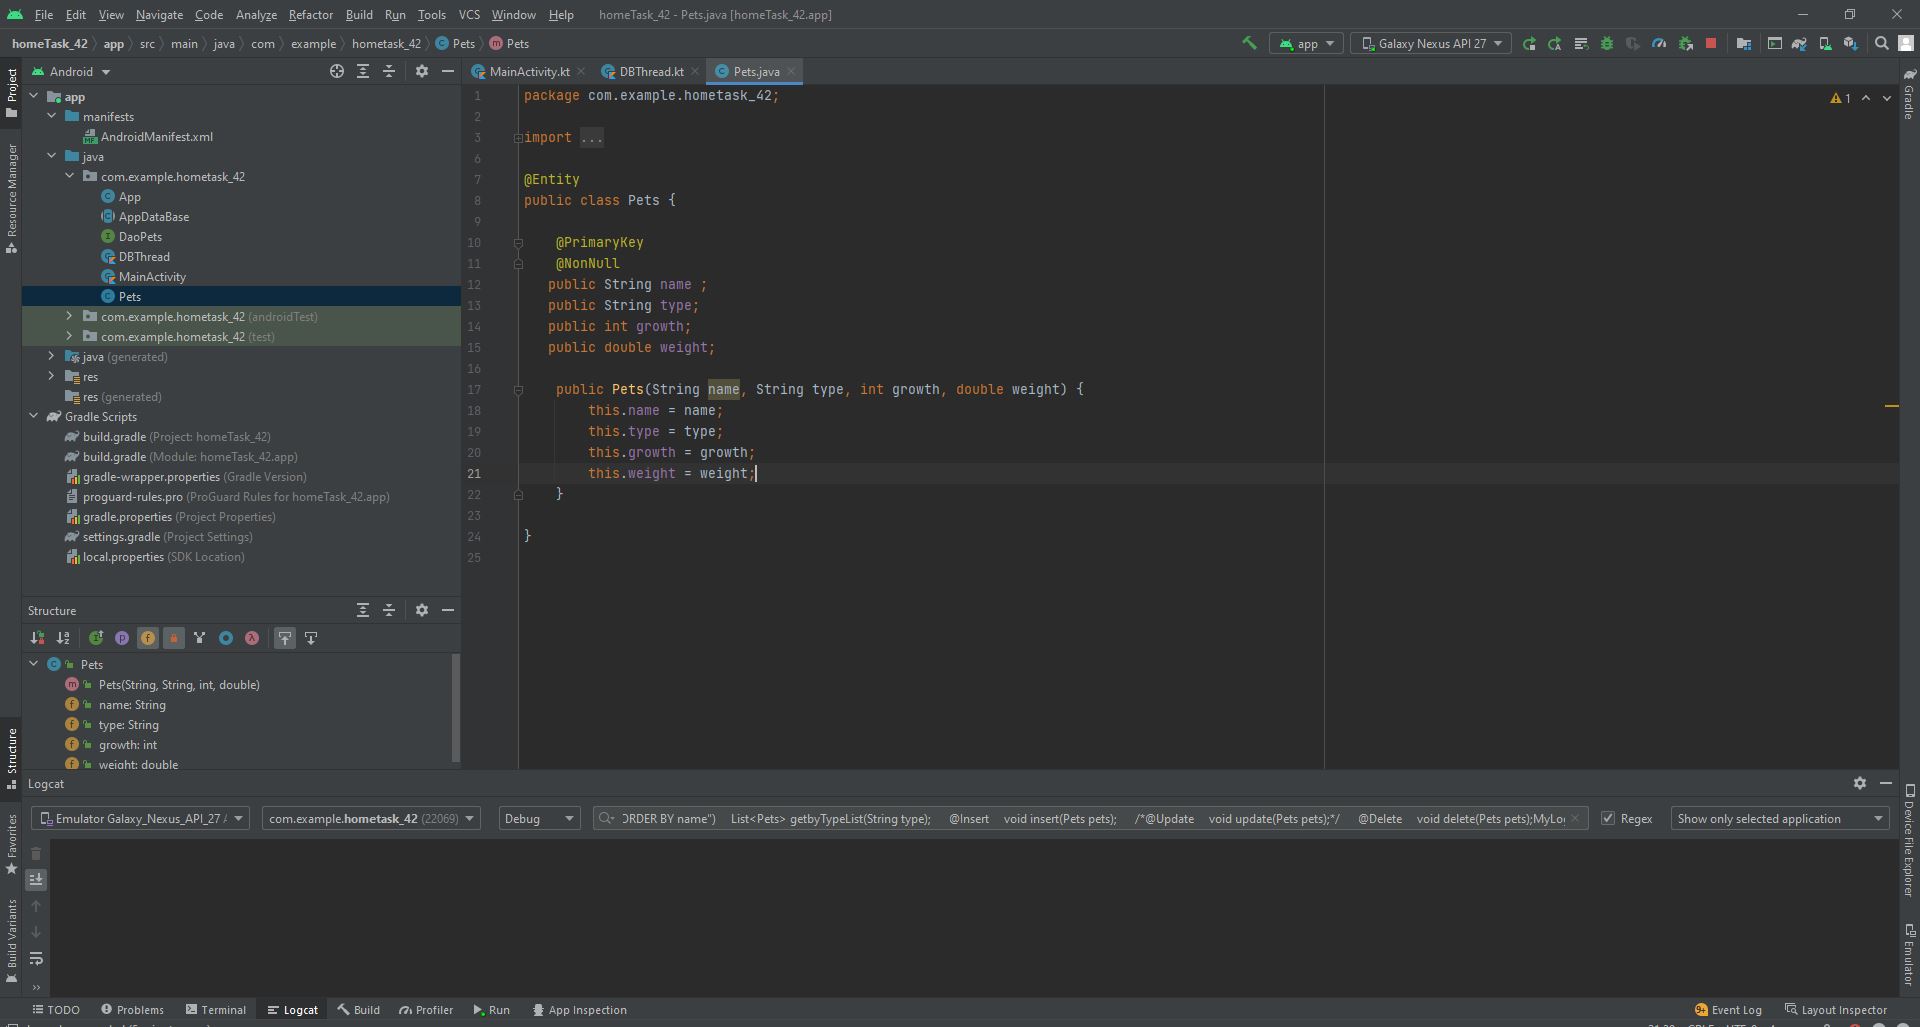 File Edit View Navigate Code Analyze Refactor Build Run Tools VCS Window Help homeTask_42 - Pets.java [homeTask_42.app]
homeTask_42 app src main java com example hometask_42 Pets Pets app Galaxy Nexus API 27
Project
Resource Manager
Structure
Favorites
Build Variants
Android
app
manifests
AndroidManifest.xml
java
com.example.hometask_42
App
AppDataBase
DaoPets
DBThread
MainActivity
Pets
com.example.hometask_42 (androidTest)
com.example.hometask_42 (test)
java (generated)
res
res (generated)
Gradle Scripts
build.gradle (Project: homeTask_42)
build.gradle (Module: homeTask_42.app)
gradle-wrapper.properties (Gradle Version)
proguard-rules.pro (ProGuard Rules for homeTask_42.app)
gradle.properties (Project Properties)
settings.gradle (Project Settings)
local.properties (SDK Location)
Structure
Pets
Pets(String, String, int, double)
name: String
type: String
growth: int
weight: double
MainActivity.kt DBThread.kt Pets.java
1 package com.example.hometask_42;
2
3 import ...
6
7 @Entity
8 public class Pets {
9
10 @PrimaryKey
11 @NonNull
12 public String name ;
13 public String type;
14 public int growth;
15 public double weight;
16
17 public Pets(String name, String type, int growth, double weight) {
18 this.name = name;
19 this.type = type;
20 this.growth = growth;
21 this.weight = weight;
22 }
23
24 }
25
1
Gradle
Device File Explorer
Emulator
Logcat
Emulator Galaxy_Nexus_API_27 com.example.hometask_42 (22069) Debug ORDER BY name") List<Pets> getbyTypeList(String type); @Insert void insert(Pets pets); /*@Update void update(Pets pets);*/ @Delete void delete(Pets pets);MyLo Regex Show only selected application
TODO Problems Terminal Logcat Build Profiler Run App Inspection Event Log Layout Inspector